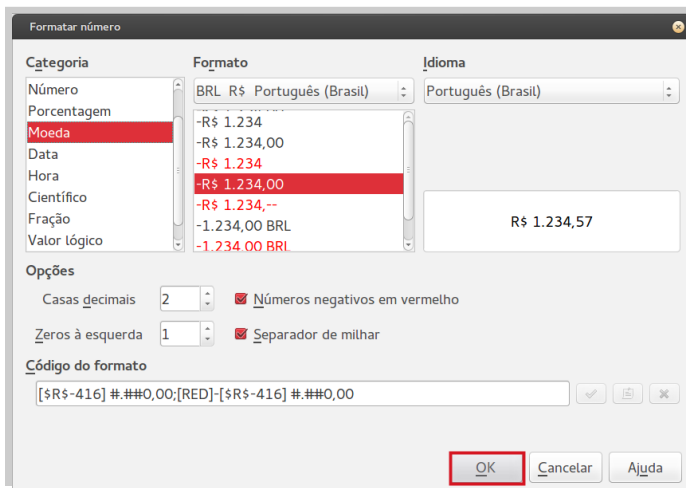 Formatar número
Categoria
Formato
Idioma
Número
Porcentagem
Moeda
Data
Hora
Científico
Fração
Valor lógico
BRL R$ Português (Brasil)
-R$ 1.234
-R$ 1.234,00
-R$ 1.234
-R$ 1.234,00
-R$ 1.234,--
-1.234,00 BRL
-1.234,00 BRL
Português (Brasil)
R$ 1.234,57
Opções
Casas decimais 2 Números negativos em vermelho
Zeros à esquerda 1 Separador de milhar
Código do formato
[$R$-416] #.##0,00;[RED]-[$R$-416] #.##0,00
OK Cancelar Ajuda